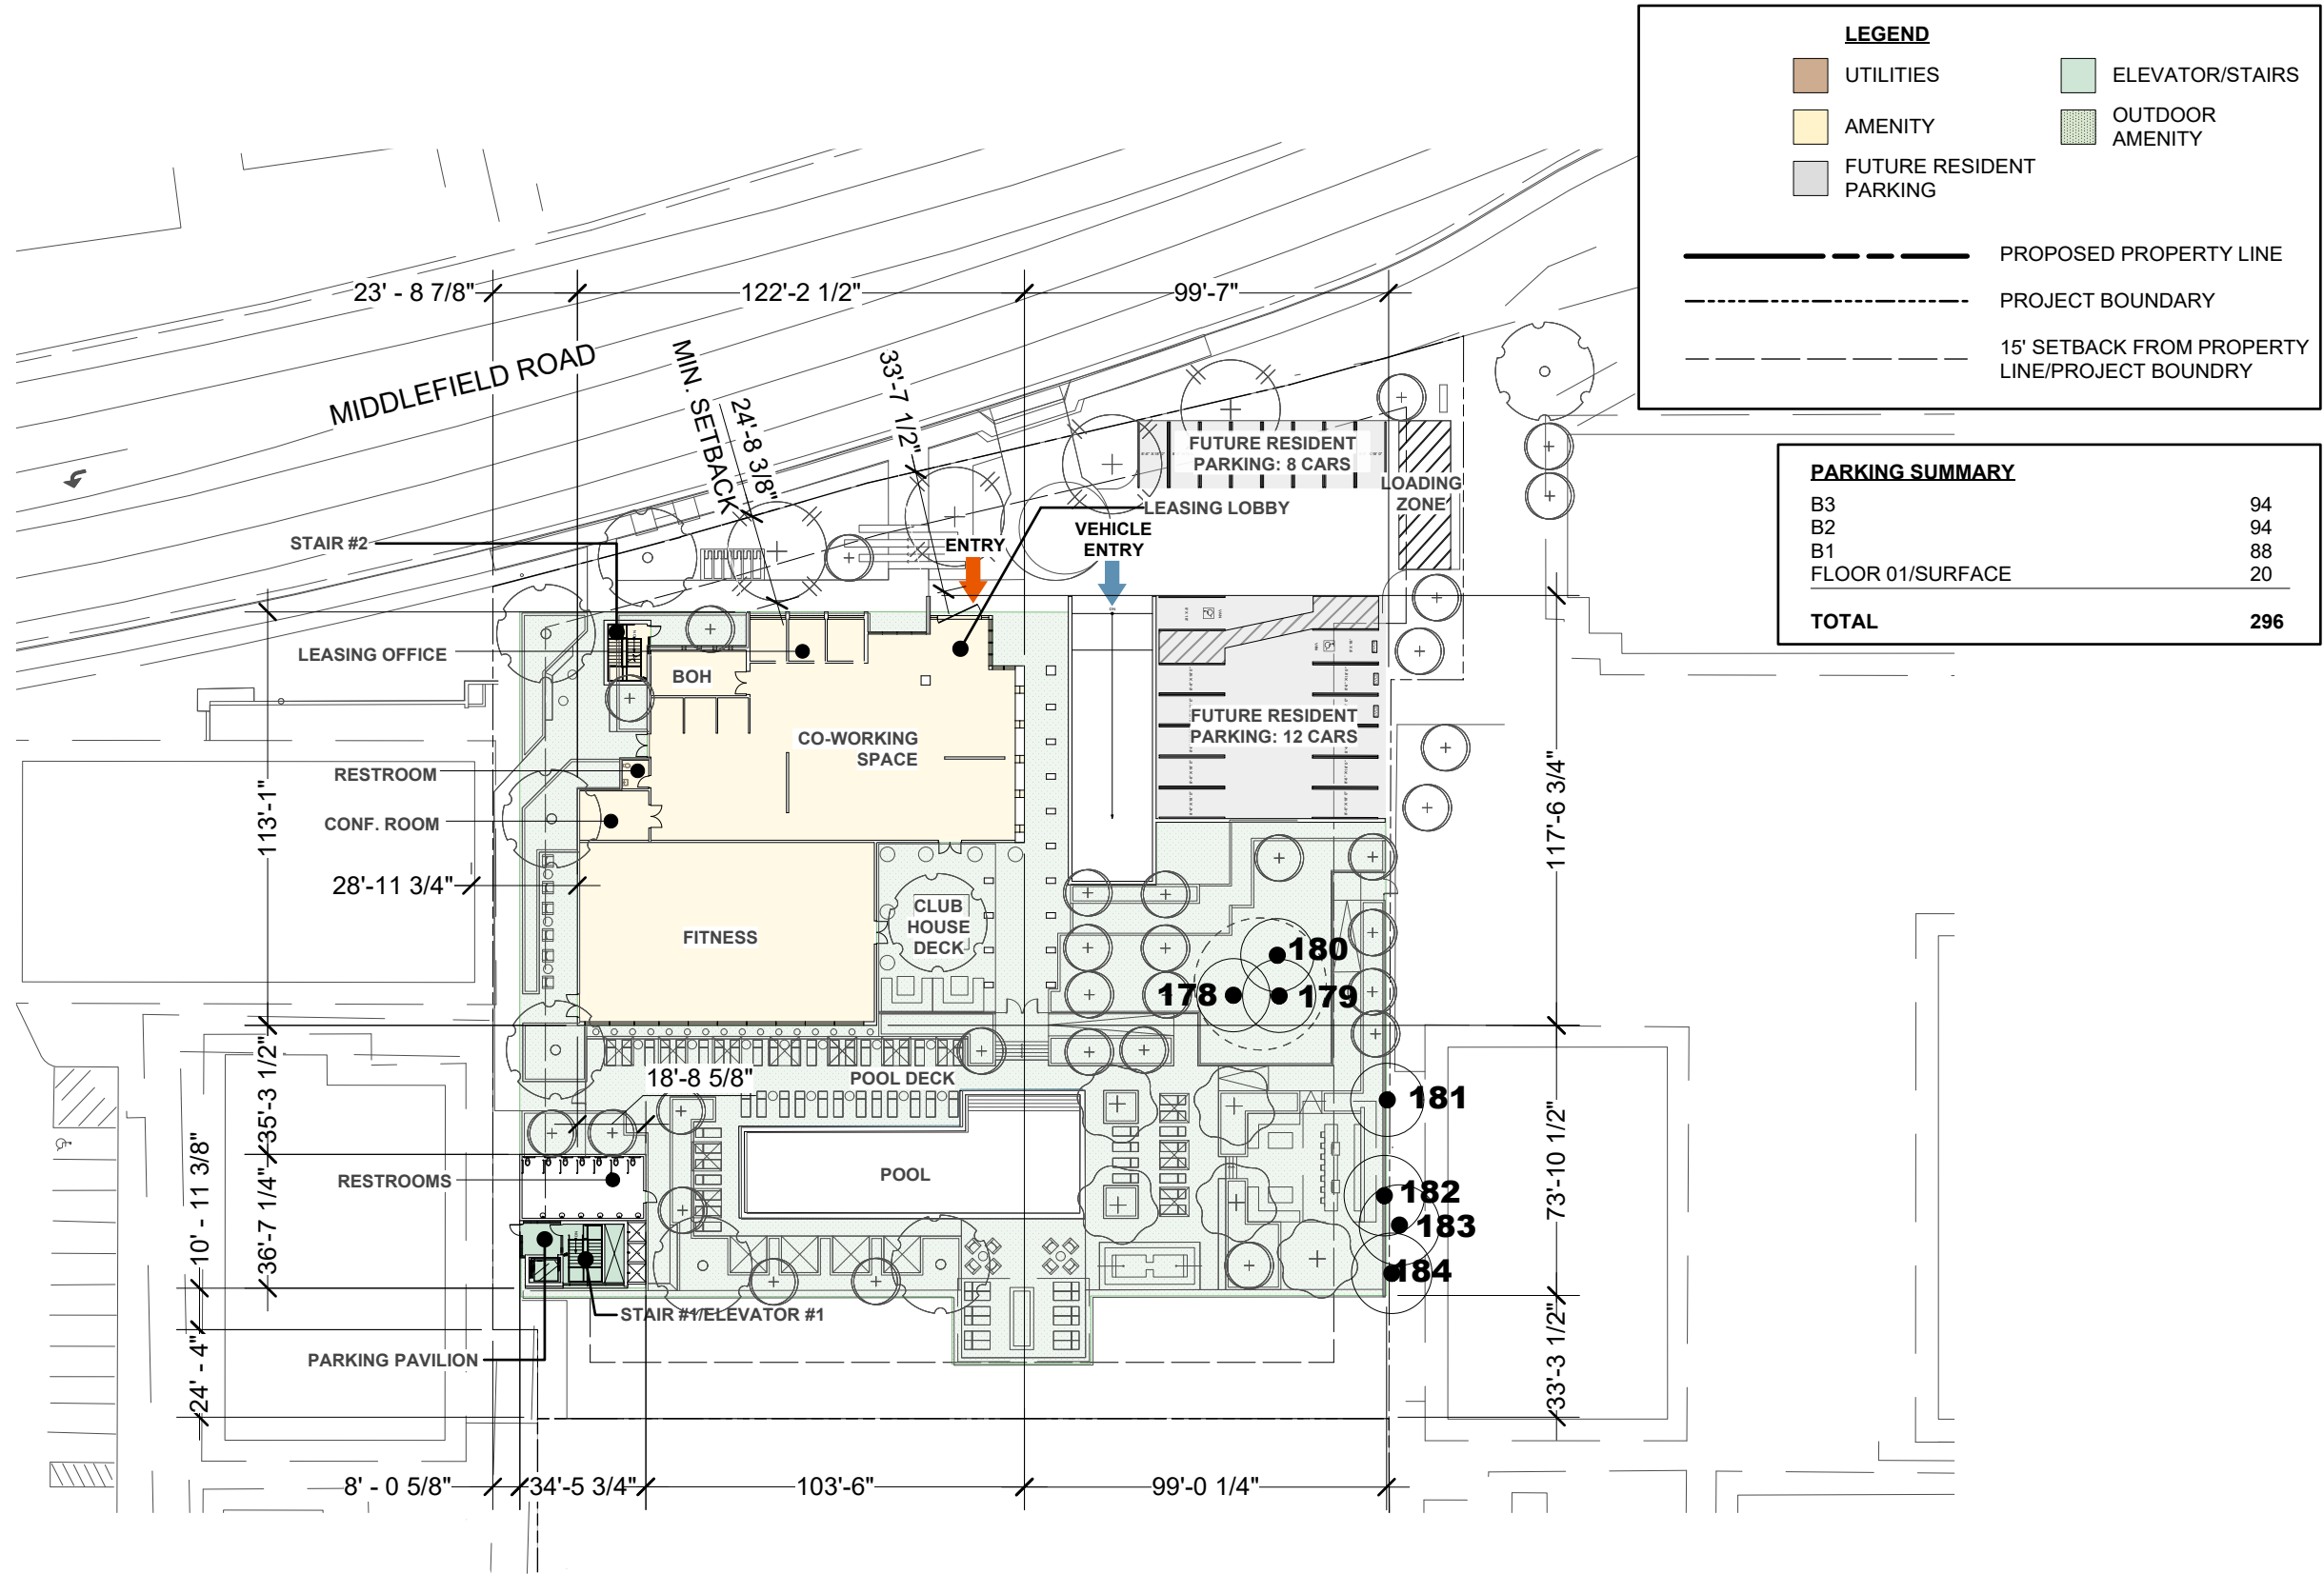 LEGEND
UTILITIES
ELEVATOR/STAIRS
AMENITY
OUTDOOR
AMENITY
FUTURE RESIDENT
PARKING
PROPOSED PROPERTY LINE
PROJECT BOUNDARY
15' SETBACK FROM PROPERTY
LINE/PROJECT BOUNDRY
PARKING SUMMARY
B3 94
B2 94
B1 88
FLOOR 01/SURFACE 20
TOTAL 296
23' - 8 7/8"
122'-2 1/2"
99'-7"
MIDDLEFIELD ROAD
MIN. SETBACK
24'-8 3/8"
33'-7 1/2"
FUTURE RESIDENT
PARKING: 8 CARS
LOADING
ZONE
LEASING LOBBY
VEHICLE
ENTRY
ENTRY
STAIR #2
LEASING OFFICE
BOH
CO-WORKING
SPACE
FUTURE RESIDENT
PARKING: 12 CARS
RESTROOM
CONF. ROOM
113'-1"
117'-6 3/4"
28'-11 3/4"
FITNESS
CLUB
HOUSE
DECK
180
178
179
35'-3 1/2"
18'-8 5/8"
POOL DECK
181
10' - 11 3/8"
36'-7 1/4"
RESTROOMS
POOL
182
183
184
73'-10 1/2"
STAIR #1/ELEVATOR #1
PARKING PAVILION
24' - 4"
33'-3 1/2"
8' - 0 5/8"
34'-5 3/4"
103'-6"
99'-0 1/4"